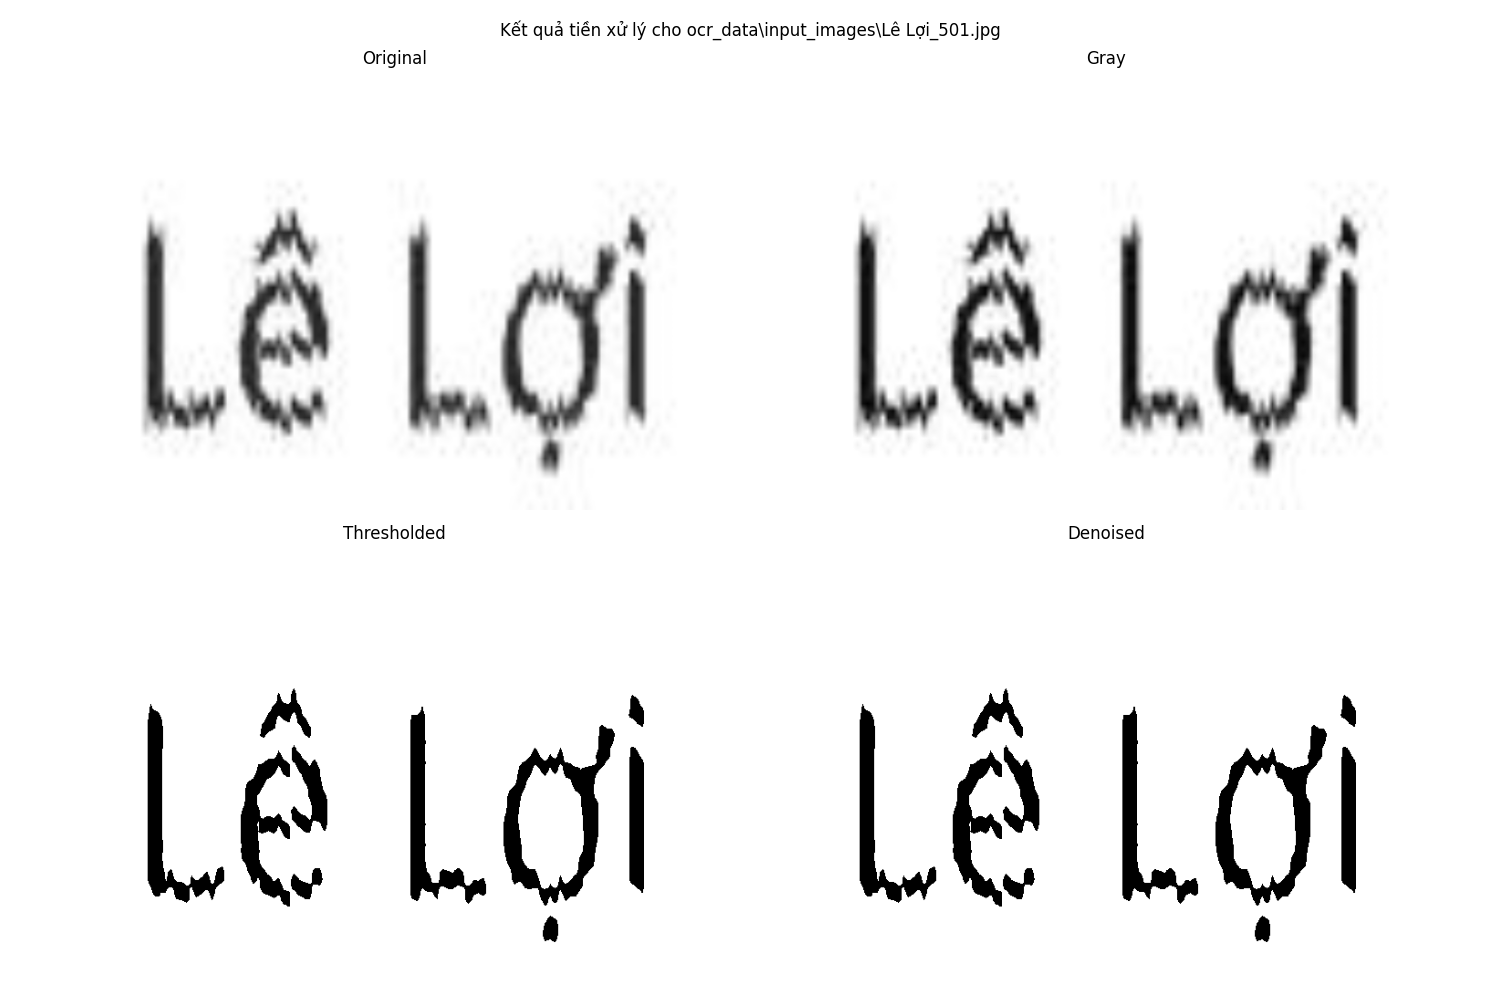 Kết quả tiền xử lý cho ocr_data\input_images\Lê Lợi_501.jpg
Original
Gray
Lê Lợi
Lê Lợi
Thresholded
Denoised
Lê Lợi
Lê Lợi